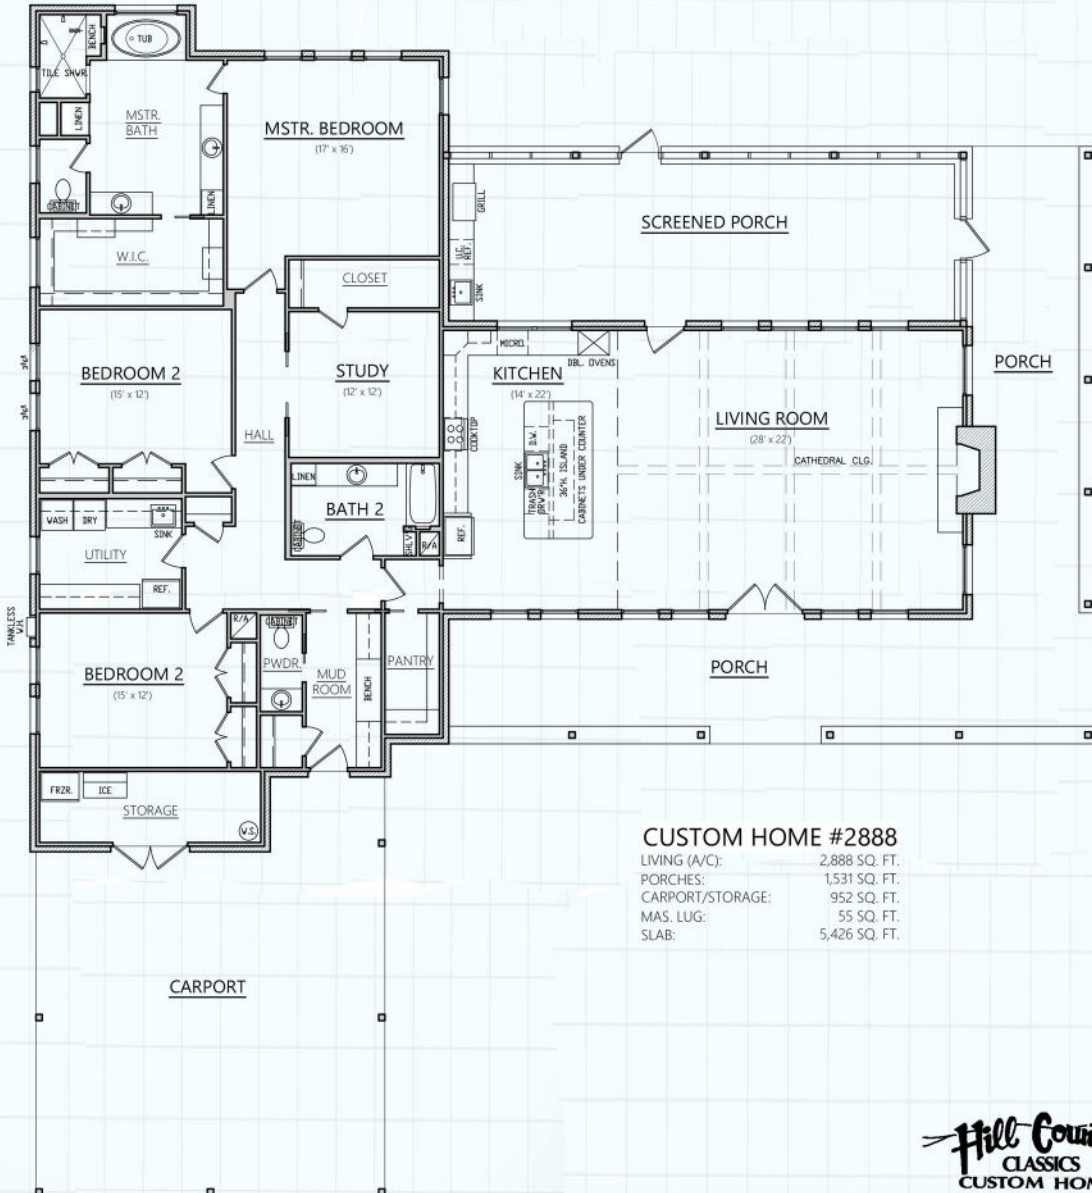 BENCH
TUB
TILE SHWR.
LINEN
MSTR.
BATH
MSTR. BEDROOM
(17' x 16')
CABINET
LINEN
W.I.C.
CLOSET
GRILL
U.C.
REF.
SINK
SCREENED PORCH
BEDROOM 2
(15' x 12')
HALL
STUDY
(12' x 12')
MICRO.
DBL. OVENS
KITCHEN
(14' x 22')
COOKTOP
SINK
D.W.
TRASH
DRW'R
36"H. ISLAND
CABINETS UNDER COUNTER
LIVING ROOM
(28' x 22')
CATHEDRAL CLG.
PORCH
LINEN
BATH 2
CABINET
SHLV'S
R/A
REF.
WASH
DRY
SINK
UTILITY
REF.
TANKLESS
W.H.
BEDROOM 2
(15' x 12')
R/A
CABINET
PWDR.
MUD
ROOM
BENCH
PANTRY
PORCH
FRZR.
ICE
STORAGE
W.S.
CARPORT
CUSTOM HOME #2888
LIVING (A/C): 2,888 SQ. FT.
PORCHES: 1,531 SQ. FT.
CARPORT/STORAGE: 952 SQ. FT.
MAS. LUG: 55 SQ. FT.
SLAB: 5,426 SQ. FT.
Hill Coun
CLASSICS
CUSTOM HO